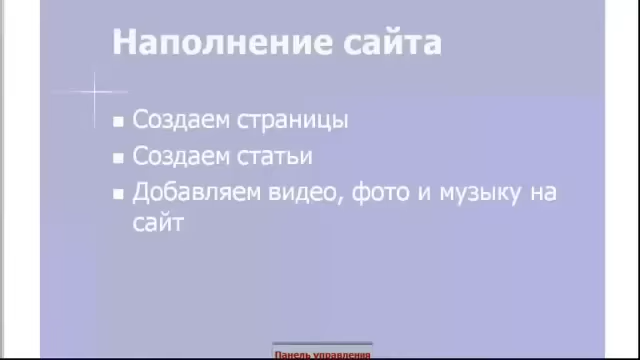 Наполнение сайта
Создаем страницы
Создаем статьи
Добавляем видео, фото и музыку на
сайт
Панель управления